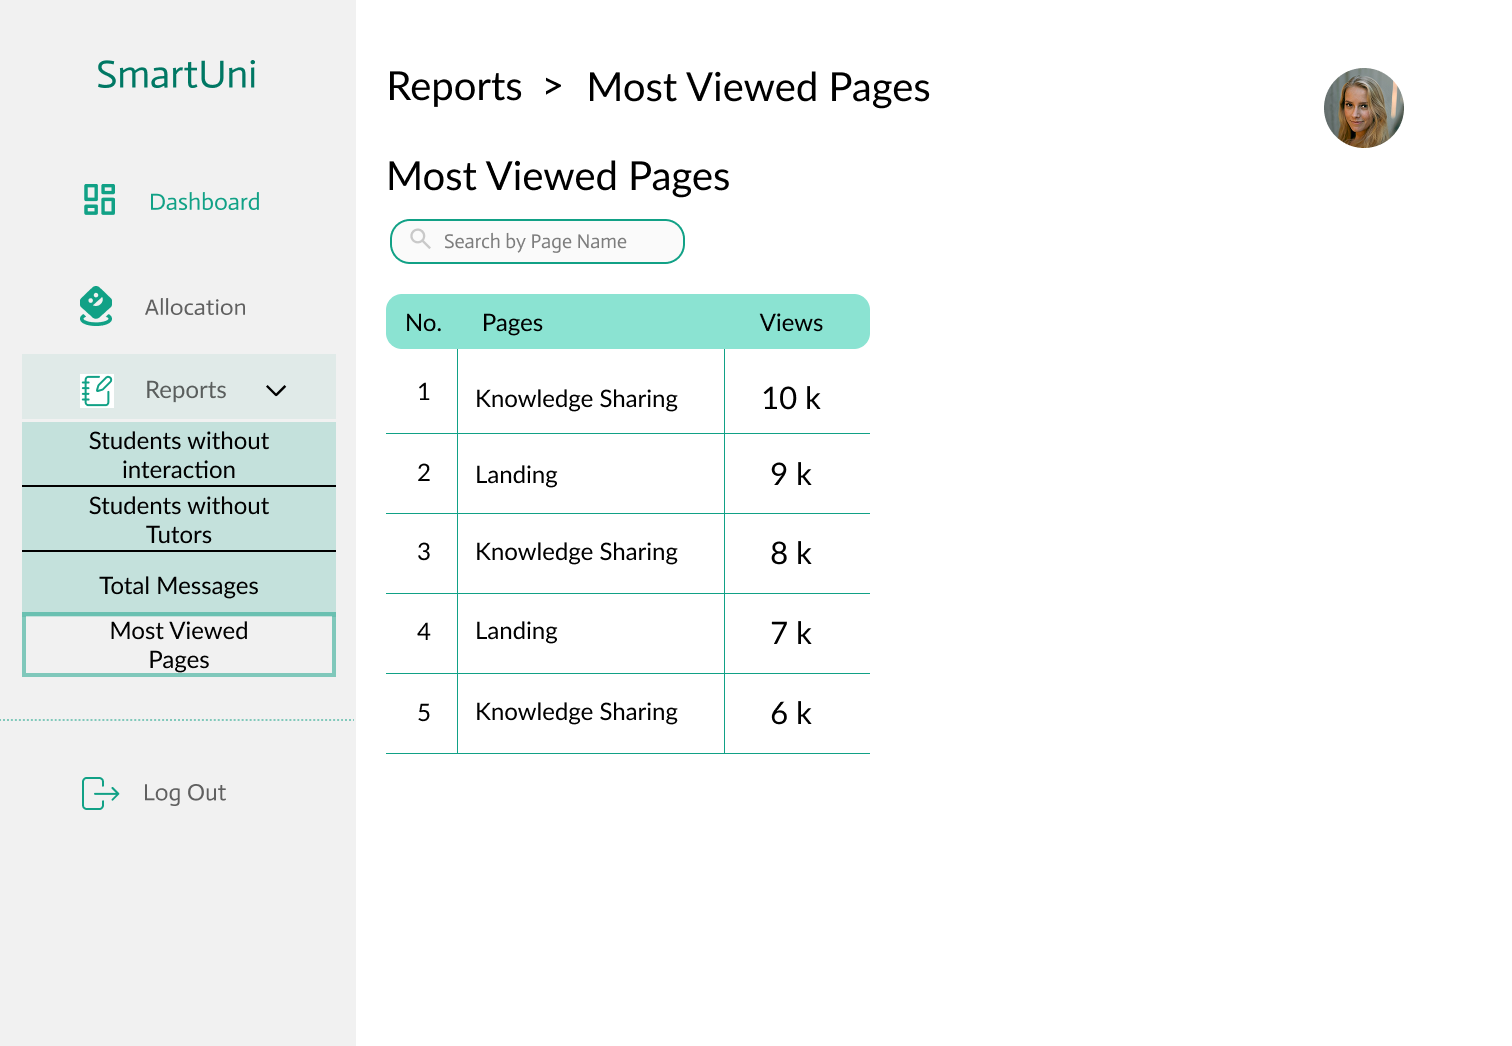 SmartUni
Dashboard
Allocation
Reports
Students without
interaction
Students without
Tutors
Total Messages
Most Viewed
Pages
Log Out
Reports > Most Viewed Pages
Most Viewed Pages
Search by Page Name
No. Pages Views
1 Knowledge Sharing 10 k
2 Landing 9 k
3 Knowledge Sharing 8 k
4 Landing 7 k
5 Knowledge Sharing 6 k